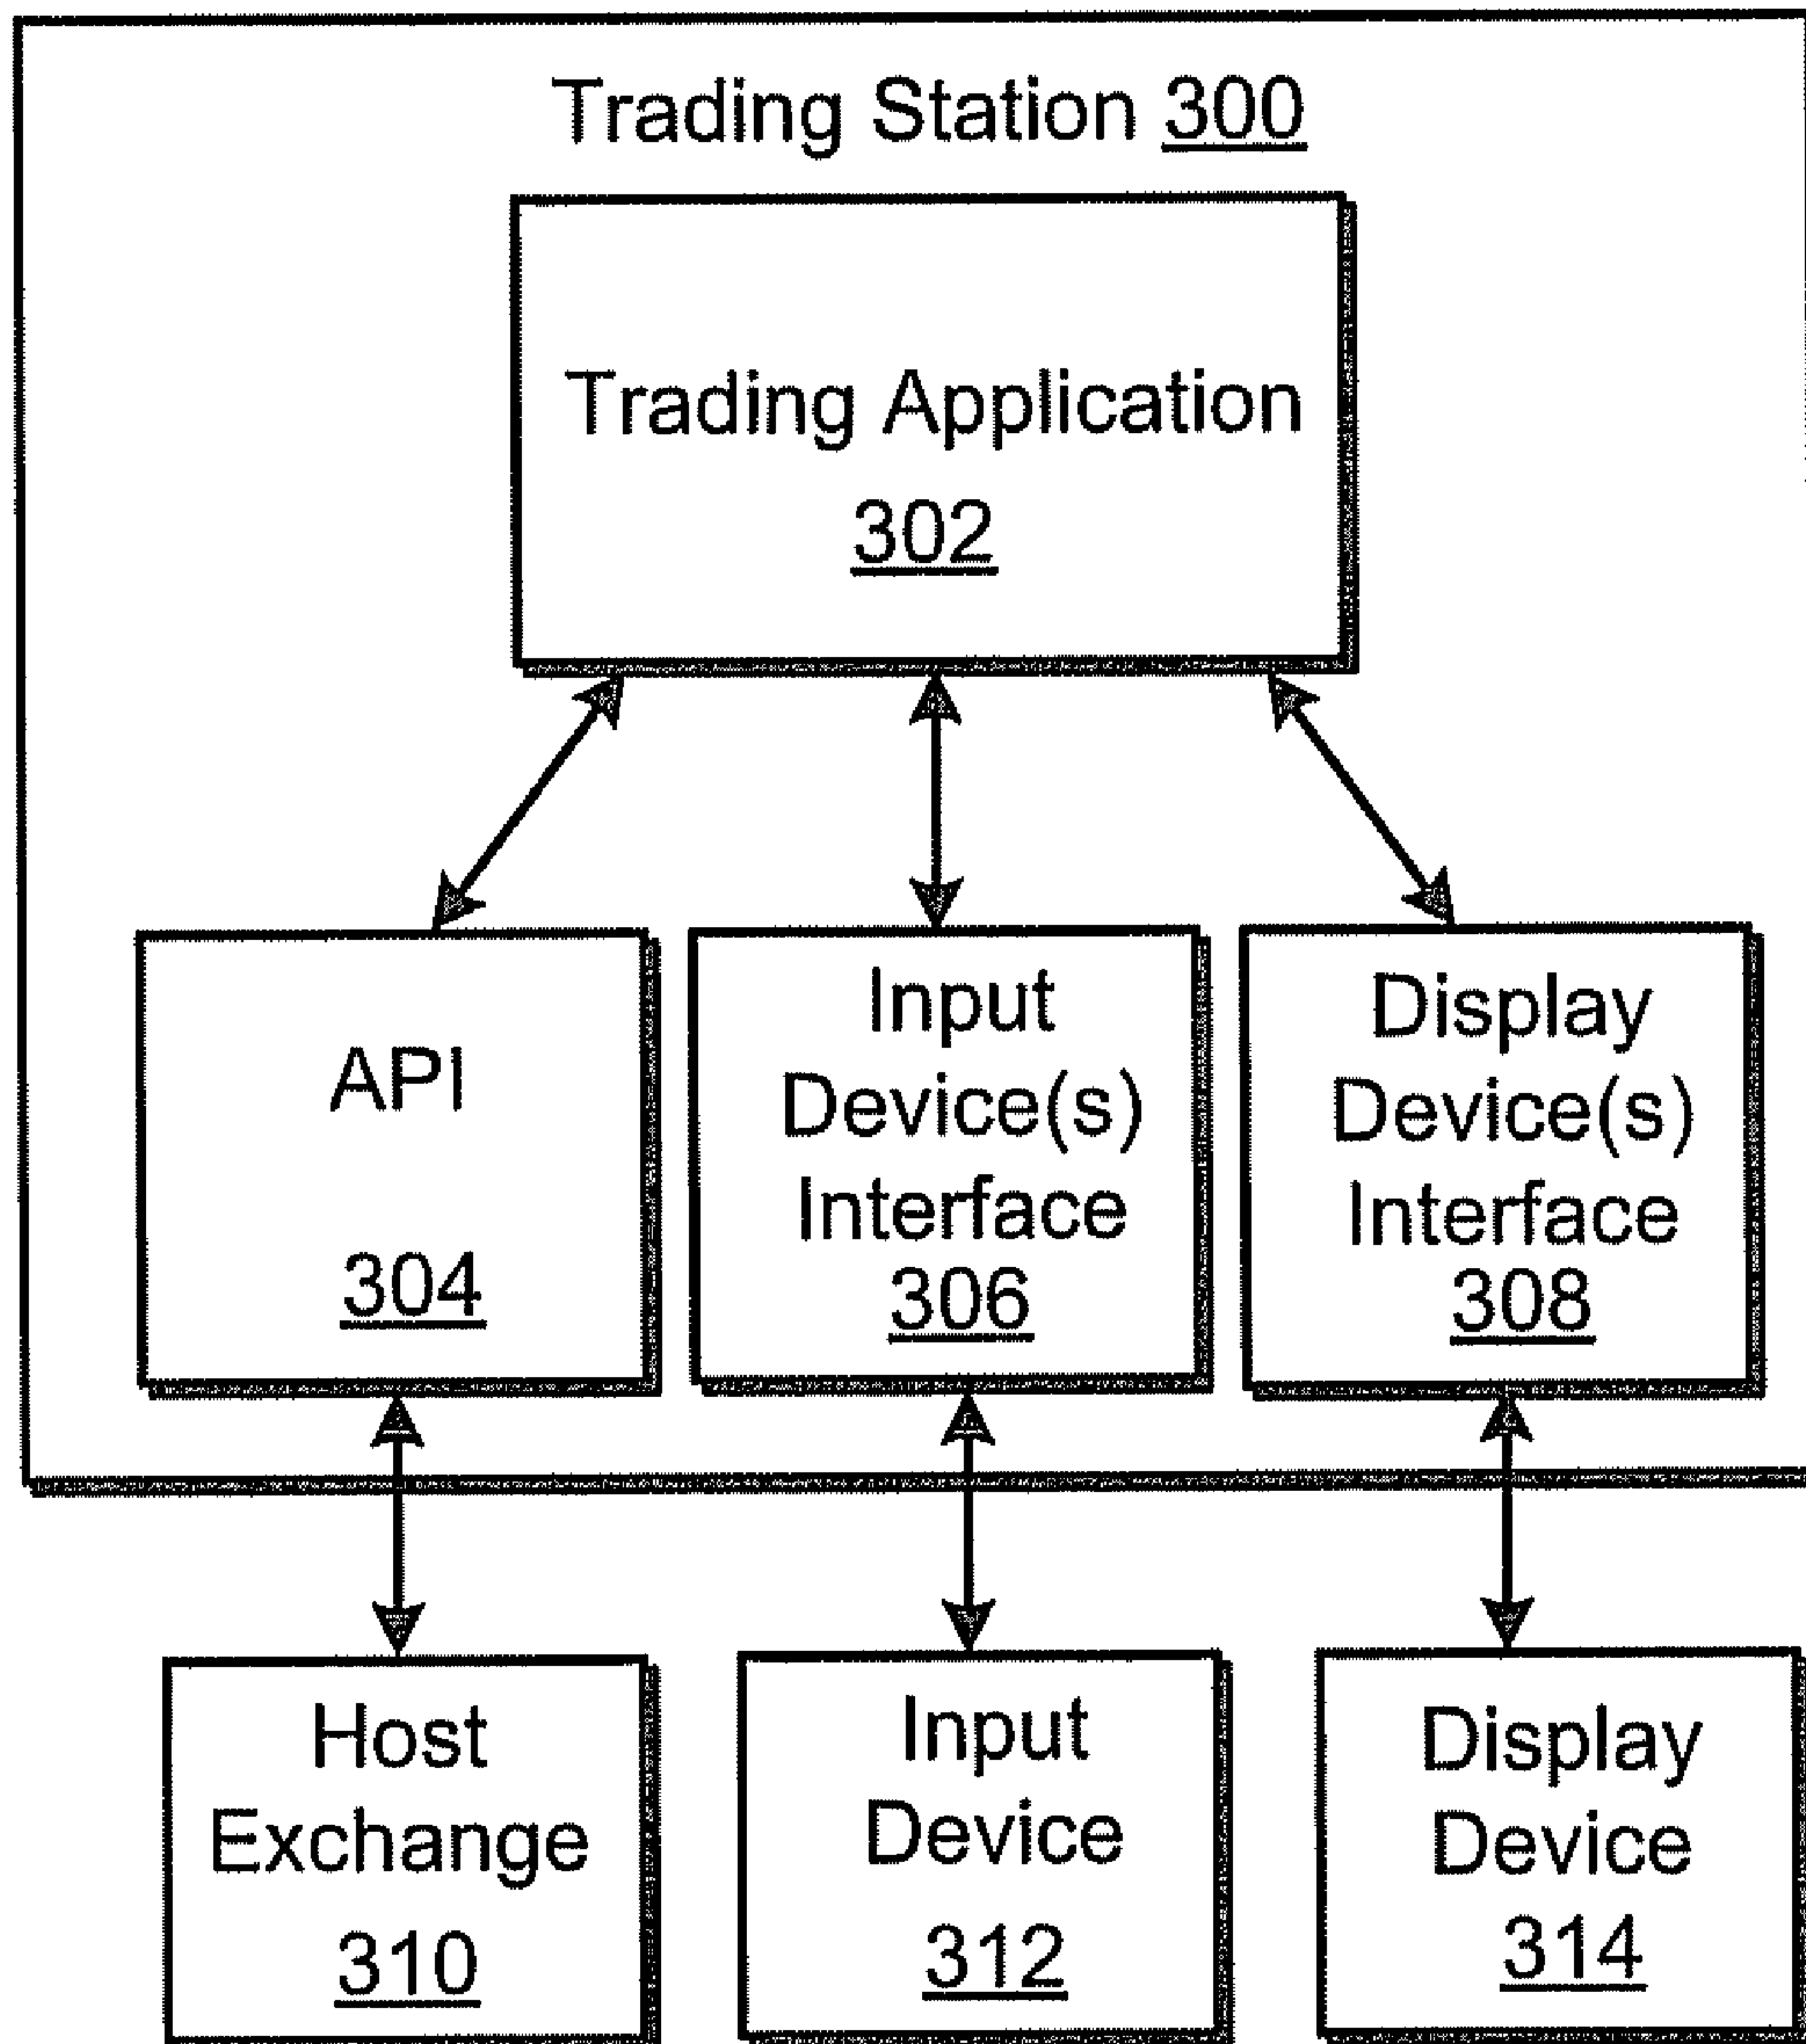 Trading Station 300
Trading Application
302
API
304
Input
Device(s)
Interface
306
Display
Device(s)
Interface
308
Host
Exchange
310
Input
Device
312
Display
Device
314